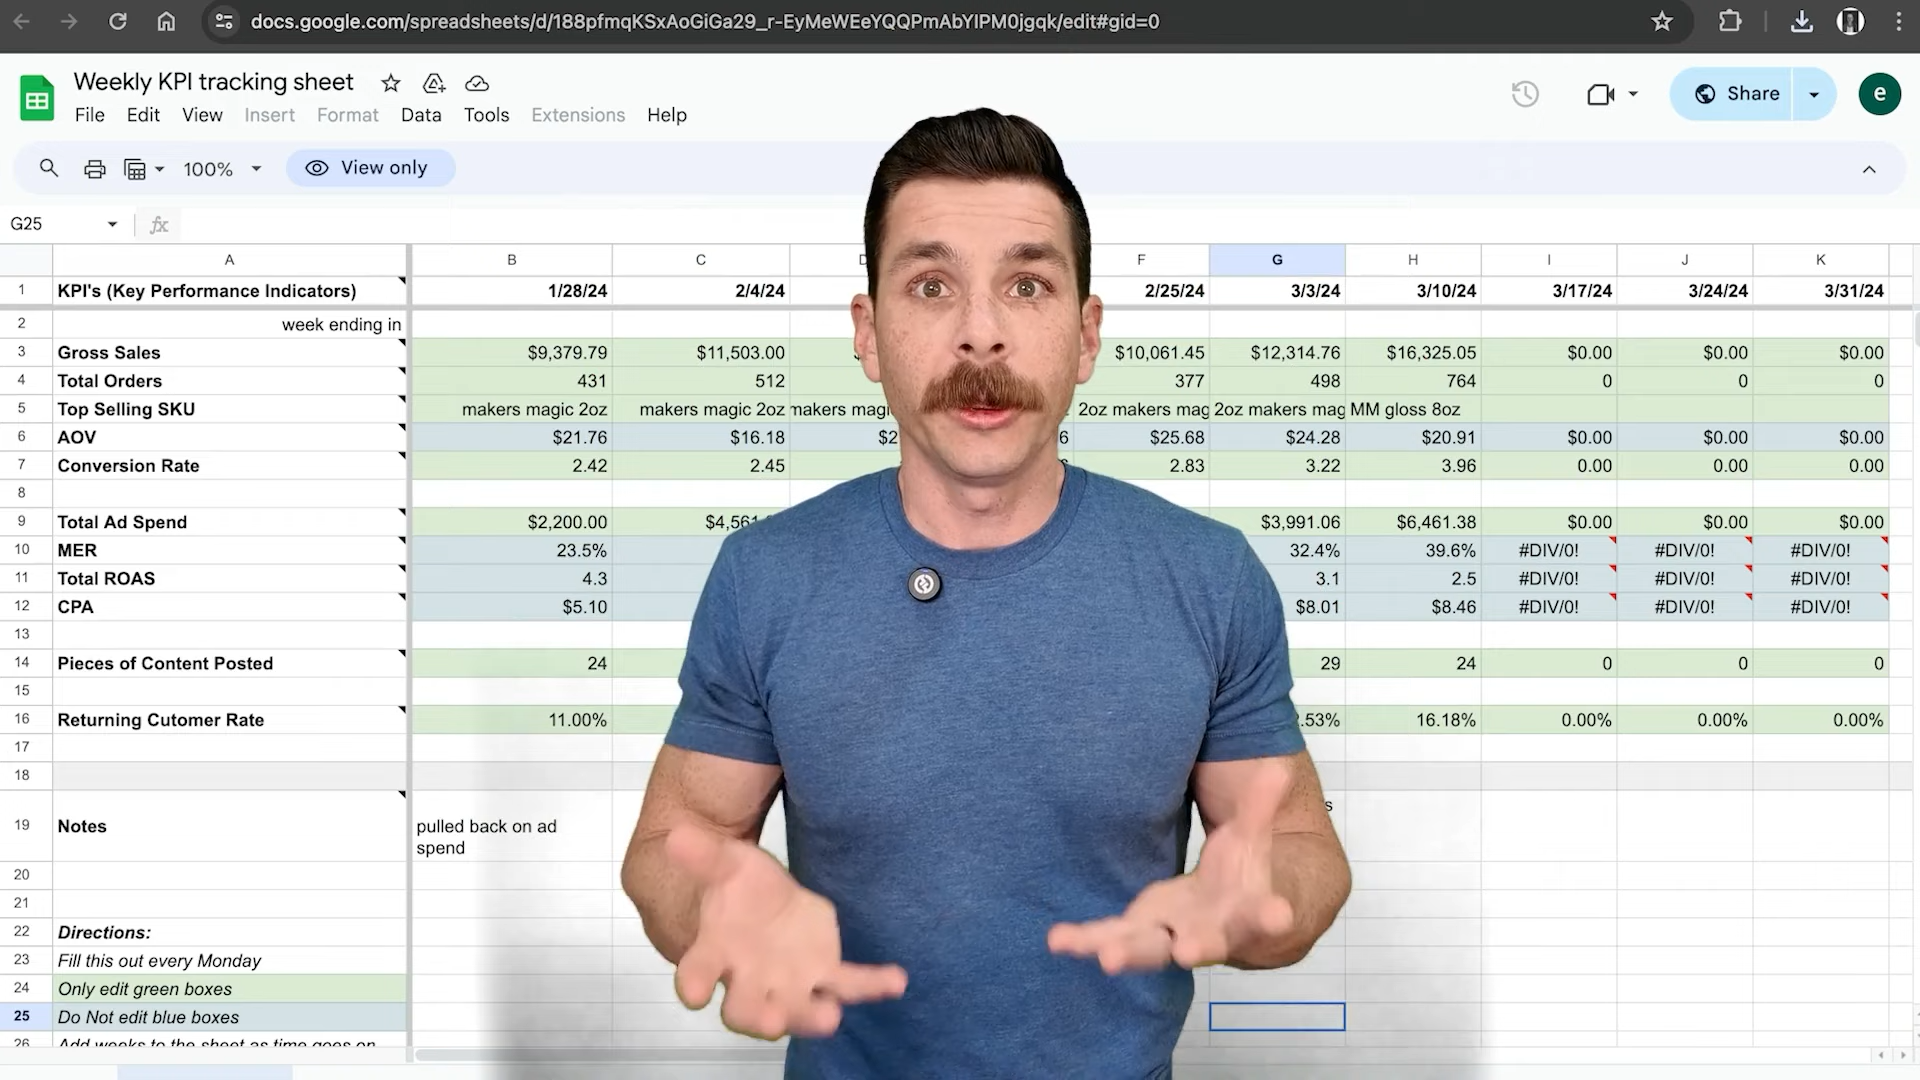 docs.google.com/spreadsheets/d/188pfmqKSxAoGiGa29_r-EyMeWEeYQQPmAbYIPM0jgqk/edit#gid=0
Weekly KPI tracking sheet
File Edit View Insert Format Data Tools Extensions Help
Share
e
100% View only
G25
A B C F G H I J K
1 KPI's (Key Performance Indicators) 1/28/24 2/4/24 2/25/24 3/3/24 3/10/24 3/17/24 3/24/24 3/31/24
2 week ending in
3 Gross Sales $9,379.79 $11,503.00 $10,061.45 $12,314.76 $16,325.05 $0.00 $0.00 $0.00
4 Total Orders 431 512 377 498 764 0 0 0
5 Top Selling SKU makers magic 2oz makers magic 2oz 2oz makers mag 2oz makers mag MM gloss 8oz
6 AOV $21.76 $16.18 $25.68 $24.28 $20.91 $0.00 $0.00 $0.00
7 Conversion Rate 2.42 2.45 2.83 3.22 3.96 0.00 0.00 0.00
8
9 Total Ad Spend $2,200.00 $3,991.06 $6,461.38 $0.00 $0.00 $0.00
10 MER 23.5% 32.4% 39.6% #DIV/0! #DIV/0! #DIV/0!
11 Total ROAS 4.3 3.1 2.5 #DIV/0! #DIV/0! #DIV/0!
12 CPA $5.10 $8.01 $8.46 #DIV/0! #DIV/0! #DIV/0!
13
14 Pieces of Content Posted 24 29 24 0 0 0
15
16 Returning Cutomer Rate 11.00% .53% 16.18% 0.00% 0.00% 0.00%
17
18
19 Notes pulled back on ad
spend
20
21
22 Directions:
23 Fill this out every Monday
24 Only edit green boxes
25 Do Not edit blue boxes
26 Add weeks to the sheet as time goes on